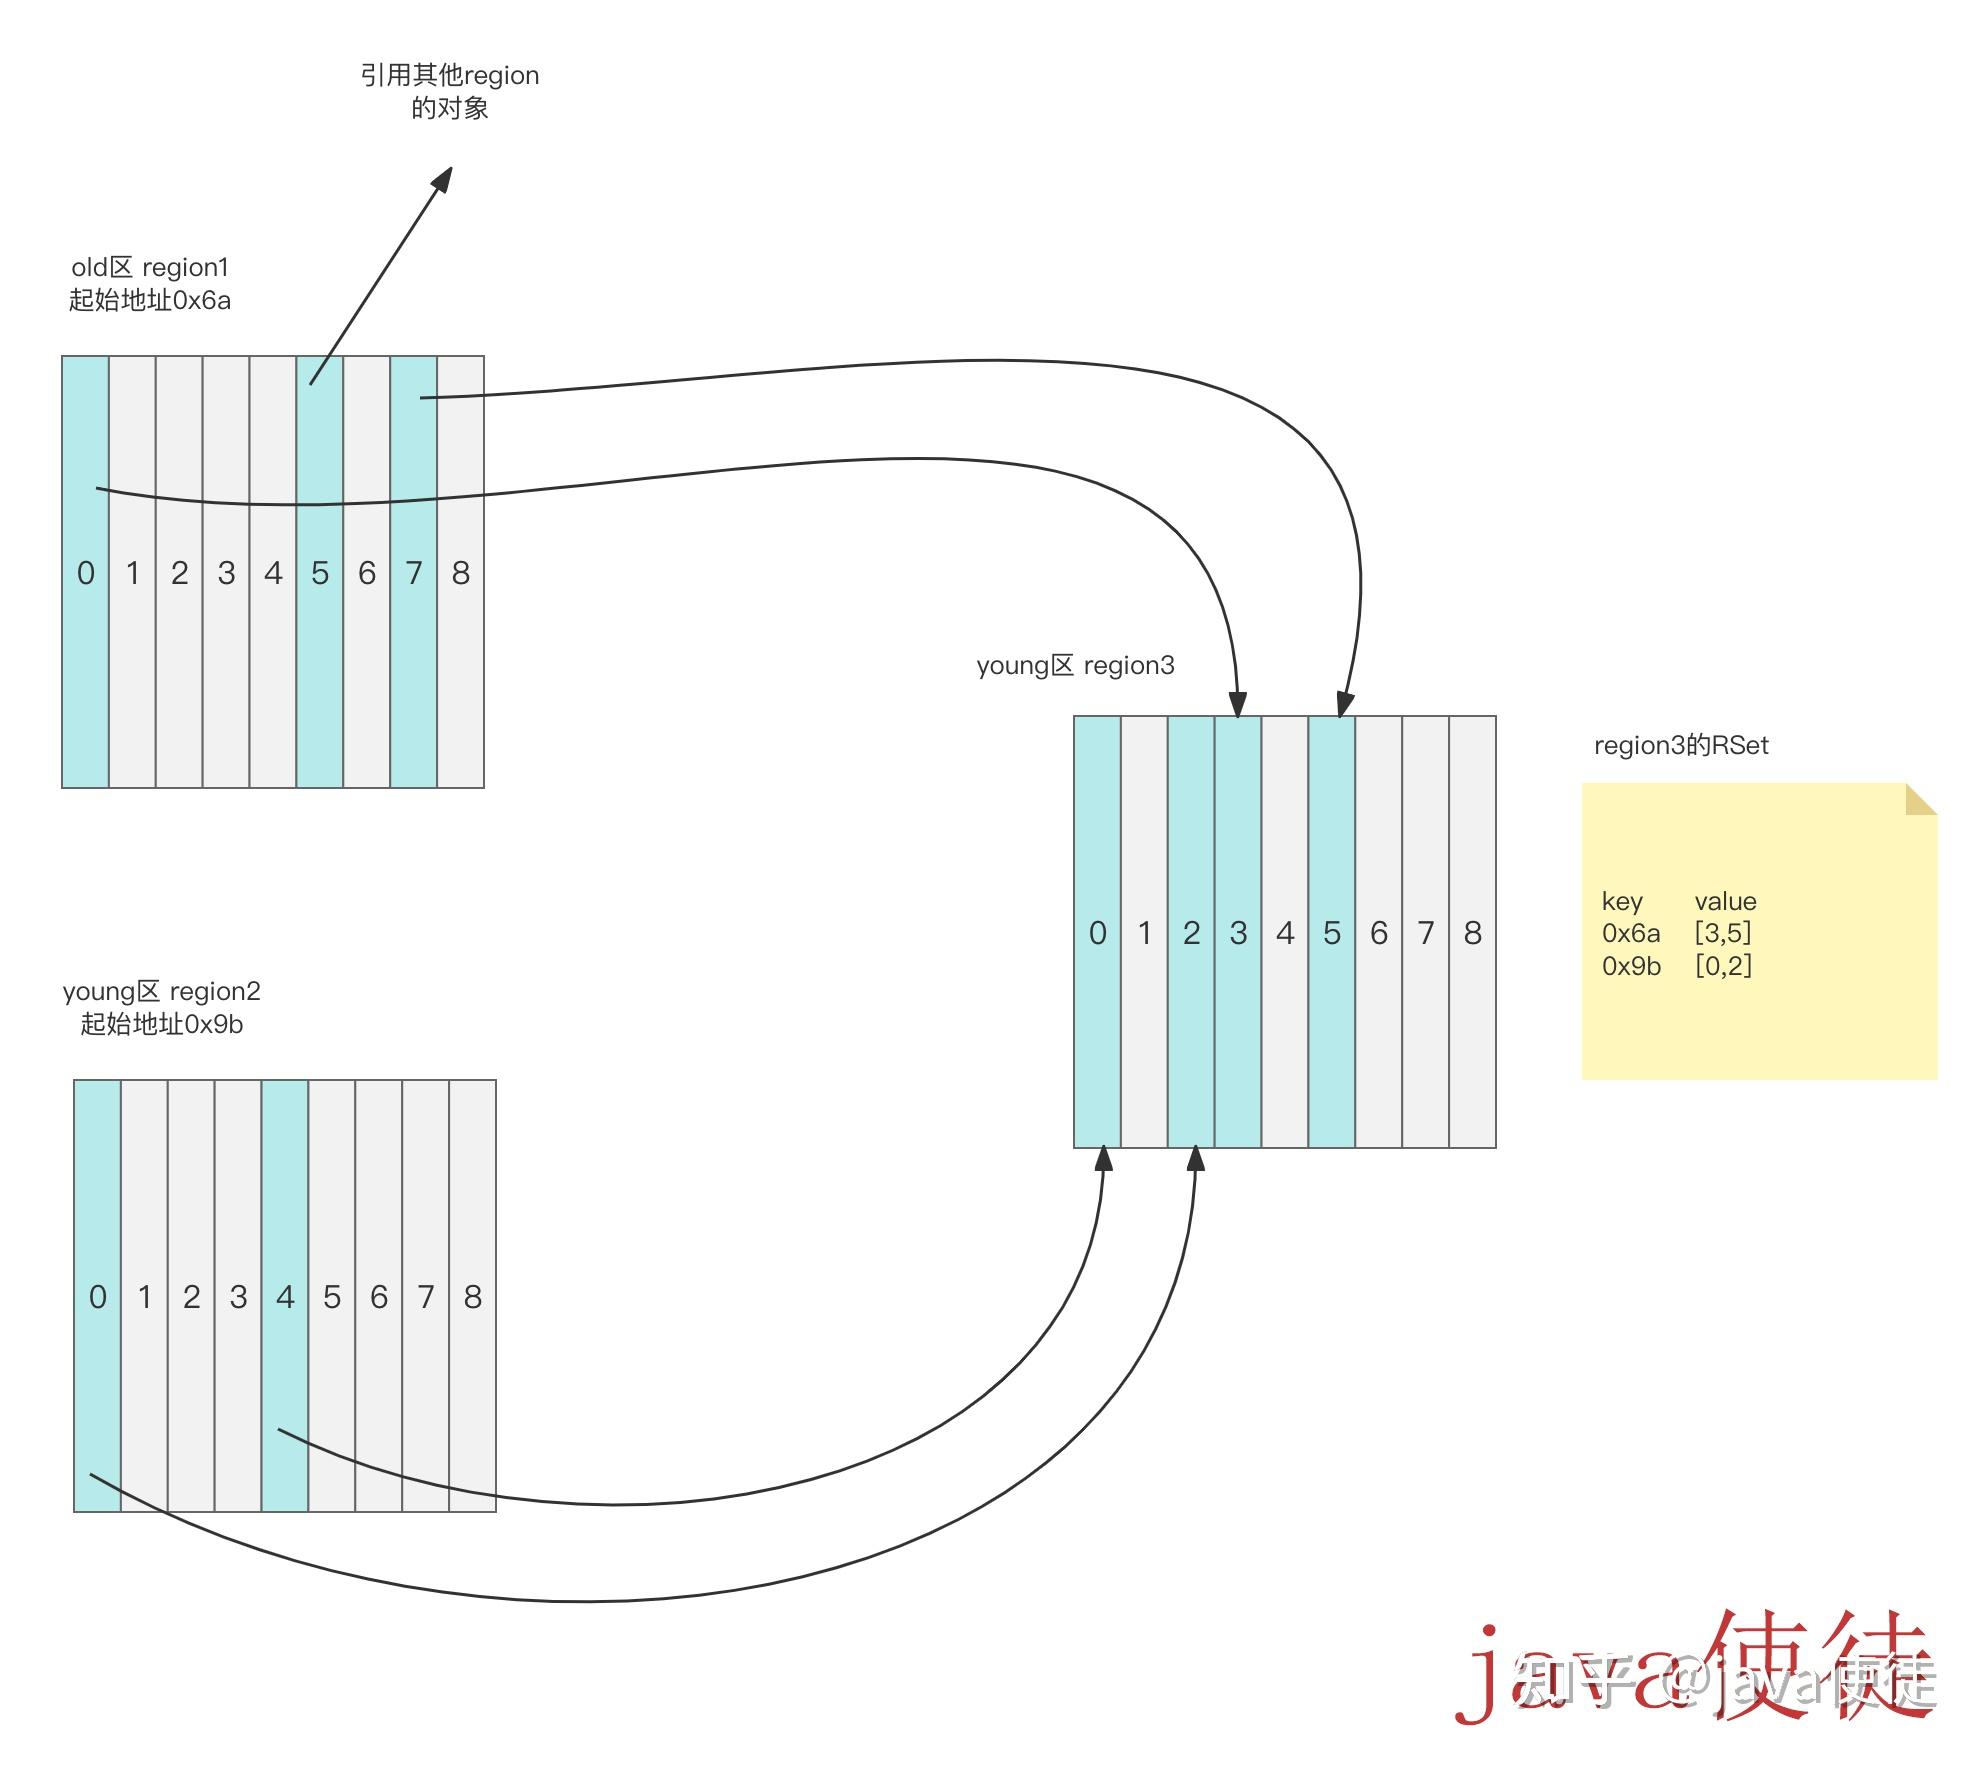 引用其他region
的对象
old区 region1
起始地址0x6a
0 1 2 3 4 5 6 7 8
young区 region3
0 1 2 3 4 5 6 7 8
region3的RSet
key value
0x6a [3,5]
0x9b [0,2]
young区 region2
起始地址0x9b
0 1 2 3 4 5 6 7 8
java使徒
知乎 @java使徒